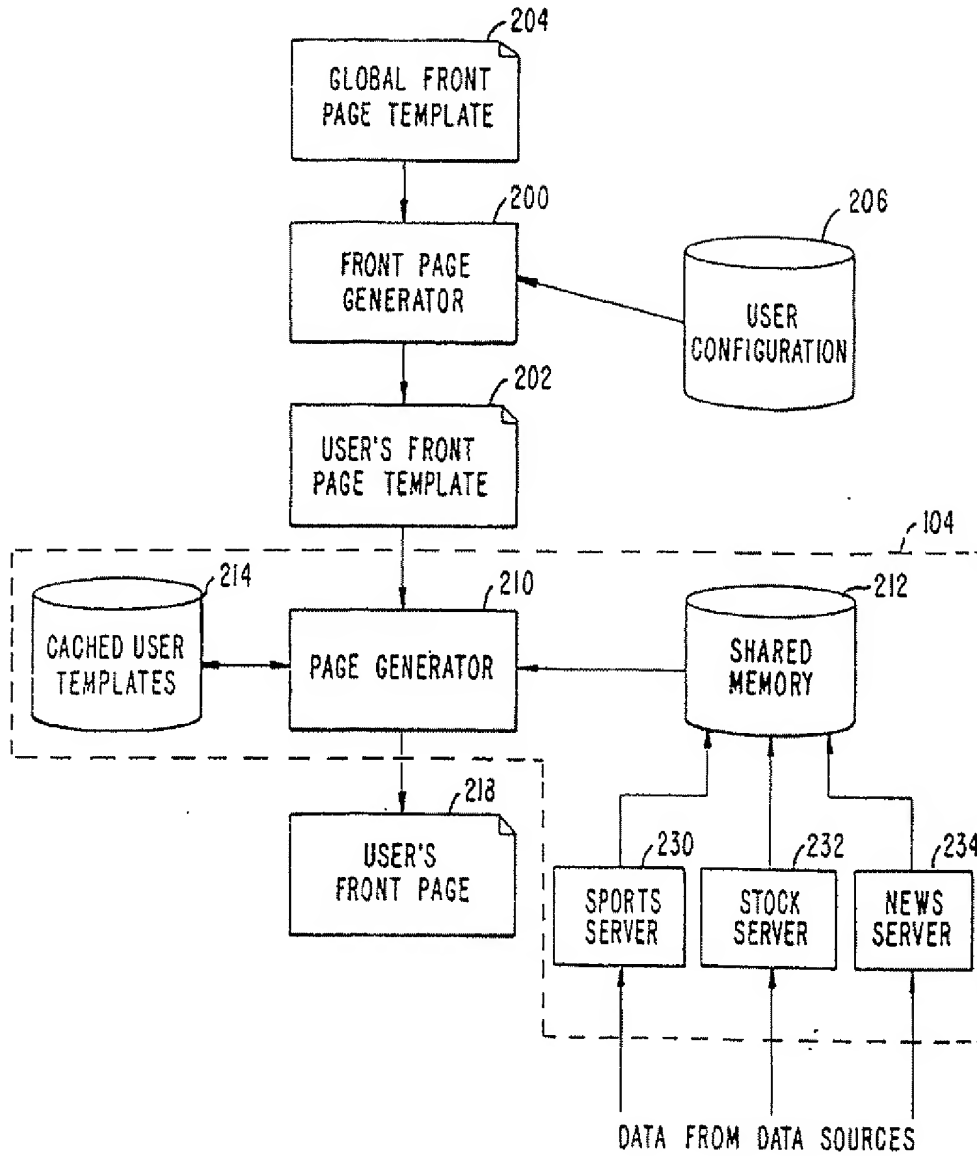 204
GLOBAL FRONT
PAGE TEMPLATE
200
206
FRONT PAGE
GENERATOR
USER
CONFIGURATION
202
USER'S FRONT
PAGE TEMPLATE
104
214
210
212
CACHED USER
TEMPLATES
PAGE GENERATOR
SHARED
MEMORY
218
USER'S
FRONT PAGE
230
232
234
SPORTS
SERVER
STOCK
SERVER
NEWS
SERVER
DATA FROM DATA SOURCES